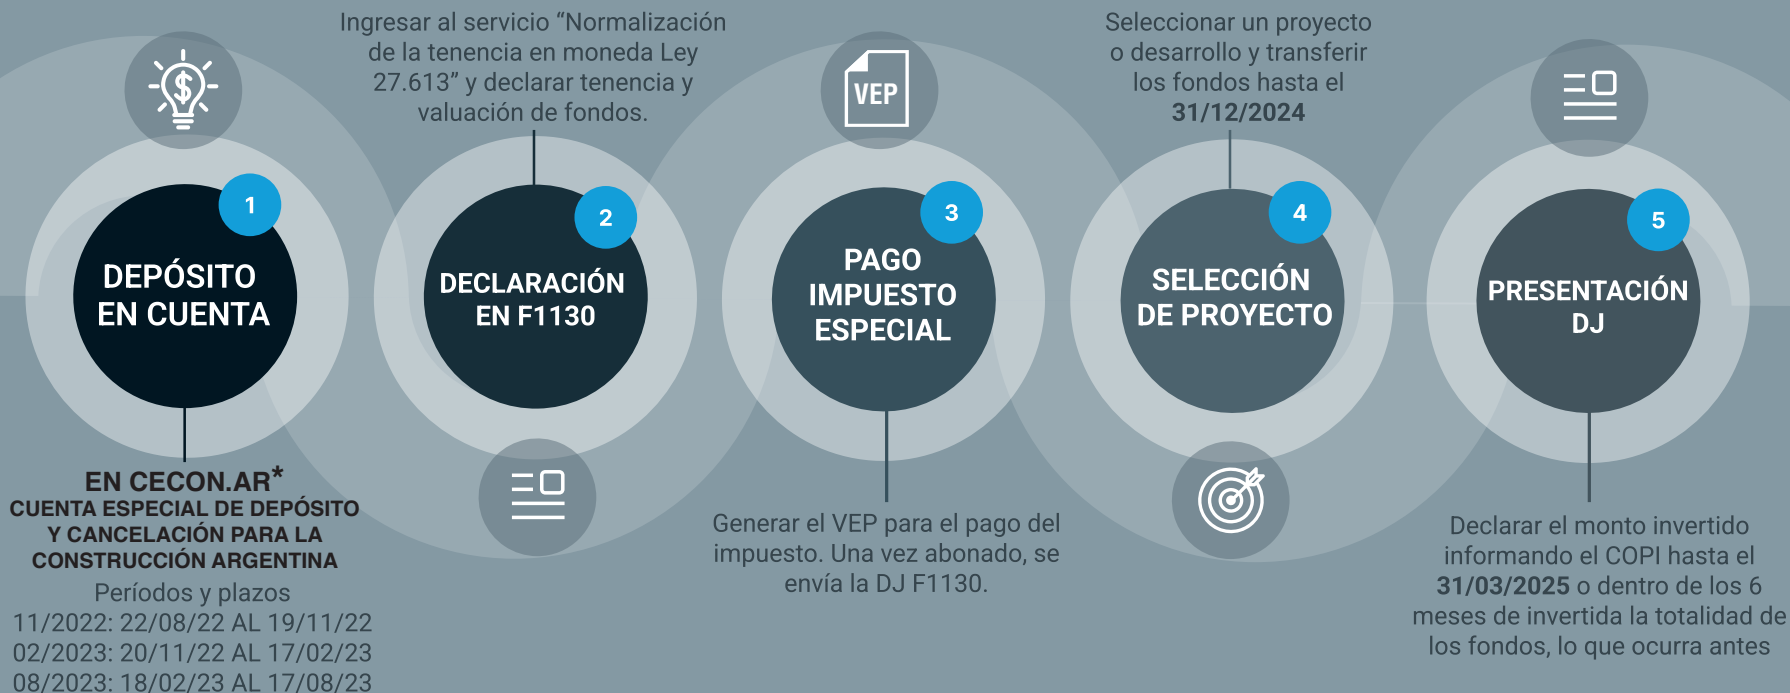 1
DEPÓSITO
EN CUENTA
EN CECON.AR*
CUENTA ESPECIAL DE DEPÓSITO
Y CANCELACIÓN PARA LA
CONSTRUCCIÓN ARGENTINA
Períodos y plazos
11/2022: 22/08/22 AL 19/11/22
02/2023: 20/11/22 AL 17/02/23
08/2023: 18/02/23 AL 17/08/23
Ingresar al servicio “Normalización
de la tenencia en moneda Ley
27.613” y declarar tenencia y
valuación de fondos.
2
DECLARACIÓN
EN F1130
VEP
3
PAGO
IMPUESTO
ESPECIAL
Generar el VEP para el pago del
impuesto. Una vez abonado, se
envía la DJ F1130.
Seleccionar un proyecto
o desarrollo y transferir
los fondos hasta el
31/12/2024
4
SELECCIÓN
DE PROYECTO
5
PRESENTACIÓN
DJ
Declarar el monto invertido
informando el COPI hasta el
31/03/2025 o dentro de los 6
meses de invertida la totalidad de
los fondos, lo que ocurra antes